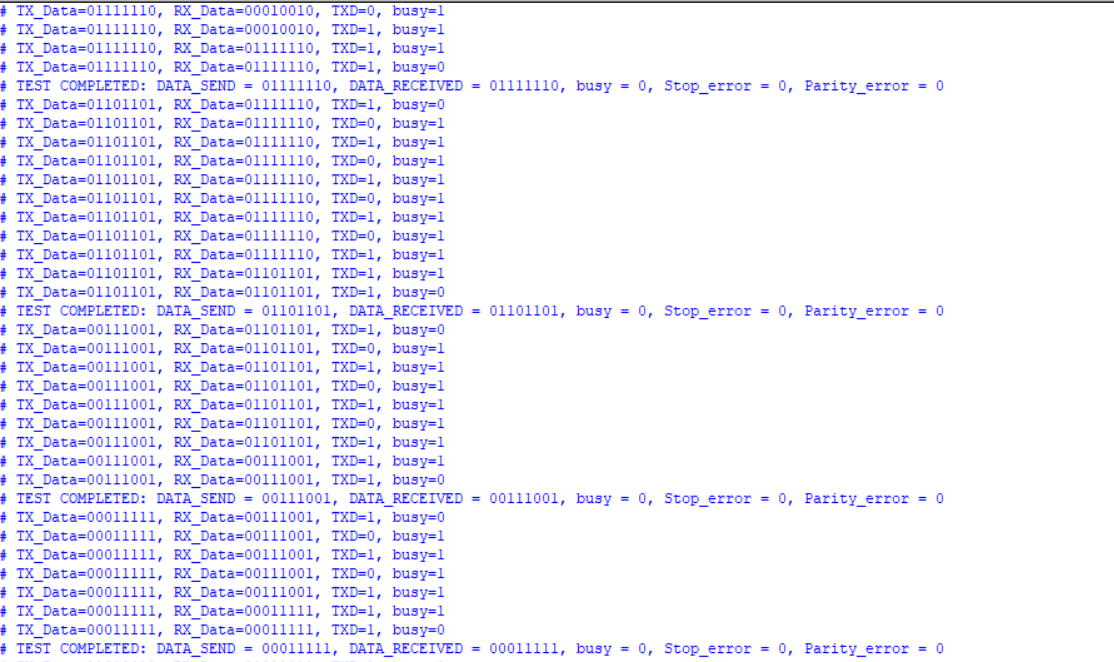 # TX_Data=01111110, RX_Data=00010010, TXD=0, busy=1
# TX_Data=01111110, RX_Data=00010010, TXD=1, busy=1
# TX_Data=01111110, RX_Data=01111110, TXD=1, busy=1
# TX_Data=01111110, RX_Data=01111110, TXD=1, busy=0
# TEST COMPLETED: DATA_SEND = 01111110, DATA_RECEIVED = 01111110, busy = 0, Stop_error = 0, Parity_error = 0
# TX_Data=01101101, RX_Data=01111110, TXD=1, busy=0
# TX_Data=01101101, RX_Data=01111110, TXD=0, busy=1
# TX_Data=01101101, RX_Data=01111110, TXD=1, busy=1
# TX_Data=01101101, RX_Data=01111110, TXD=0, busy=1
# TX_Data=01101101, RX_Data=01111110, TXD=1, busy=1
# TX_Data=01101101, RX_Data=01111110, TXD=0, busy=1
# TX_Data=01101101, RX_Data=01111110, TXD=1, busy=1
# TX_Data=01101101, RX_Data=01111110, TXD=0, busy=1
# TX_Data=01101101, RX_Data=01111110, TXD=1, busy=1
# TX_Data=01101101, RX_Data=01101101, TXD=1, busy=1
# TX_Data=01101101, RX_Data=01101101, TXD=1, busy=0
# TEST COMPLETED: DATA_SEND = 01101101, DATA_RECEIVED = 01101101, busy = 0, Stop_error = 0, Parity_error = 0
# TX_Data=00111001, RX_Data=01101101, TXD=1, busy=0
# TX_Data=00111001, RX_Data=01101101, TXD=0, busy=1
# TX_Data=00111001, RX_Data=01101101, TXD=1, busy=1
# TX_Data=00111001, RX_Data=01101101, TXD=0, busy=1
# TX_Data=00111001, RX_Data=01101101, TXD=1, busy=1
# TX_Data=00111001, RX_Data=01101101, TXD=0, busy=1
# TX_Data=00111001, RX_Data=01101101, TXD=1, busy=1
# TX_Data=00111001, RX_Data=00111001, TXD=1, busy=1
# TX_Data=00111001, RX_Data=00111001, TXD=1, busy=0
# TEST COMPLETED: DATA_SEND = 00111001, DATA_RECEIVED = 00111001, busy = 0, Stop_error = 0, Parity_error = 0
# TX_Data=00011111, RX_Data=00111001, TXD=1, busy=0
# TX_Data=00011111, RX_Data=00111001, TXD=0, busy=1
# TX_Data=00011111, RX_Data=00111001, TXD=1, busy=1
# TX_Data=00011111, RX_Data=00111001, TXD=0, busy=1
# TX_Data=00011111, RX_Data=00111001, TXD=1, busy=1
# TX_Data=00011111, RX_Data=00011111, TXD=1, busy=1
# TX_Data=00011111, RX_Data=00011111, TXD=1, busy=0
# TEST COMPLETED: DATA_SEND = 00011111, DATA_RECEIVED = 00011111, busy = 0, Stop_error = 0, Parity_error = 0